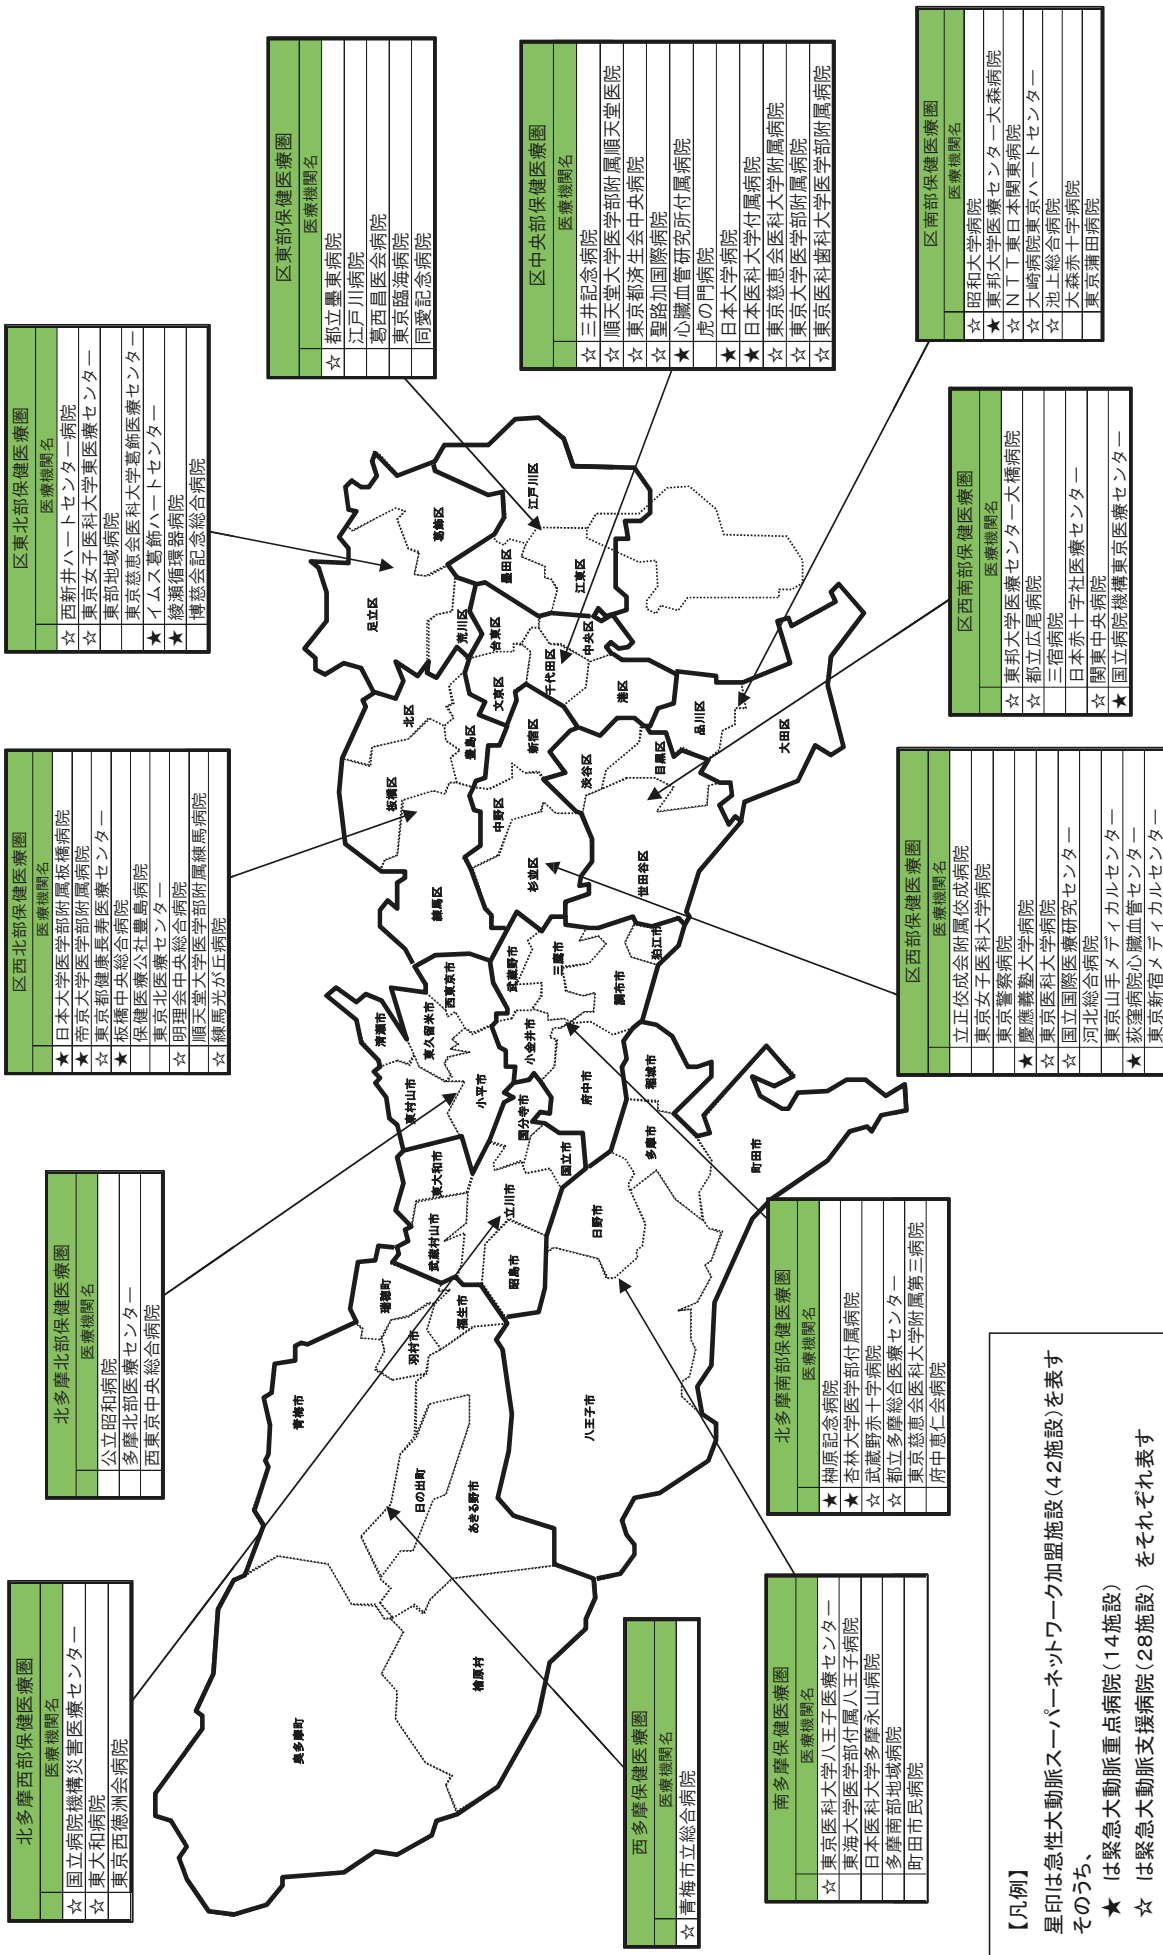 北多摩西部保健医療圏
医療機関名
☆ 国立病院機構災害医療センター
☆ 東大和病院
東京西徳洲会病院
北多摩北部保健医療圏
医療機関名
公立昭和病院
多摩北部医療センター
西東京中央総合病院
区西北部保健医療圏
医療機関名
★ 日本大学医学部附属板橋病院
★ 帝京大学医学部附属病院
☆ 東京都健康長寿医療センター
★ 板橋中央総合病院
保健医療公社豊島病院
東京北医療センター
☆ 明理会中央総合病院
順天堂大学医学部附属練馬病院
☆ 練馬光が丘病院
区東北部保健医療圏
医療機関名
☆ 西新井ハートセンター病院
☆ 東京女子医科大学東医療センター
東部地域病院
東京慈恵会医科大学葛飾医療センター
★ イムス葛飾ハートセンター
★ 綾瀬循環器病院
博慈会記念総合病院
区東部保健医療圏
医療機関名
☆ 都立墨東病院
江戸川病院
葛西昌医会病院
東京臨海病院
同愛記念病院
区中央部保健医療圏
医療機関名
☆ 三井記念病院
☆ 順天堂大学医学部附属順天堂医院
☆ 東京都済生会中央病院
☆ 聖路加国際病院
★ 心臓血管研究所付属病院
虎の門病院
★ 日本大学病院
★ 日本医科大学付属病院
☆ 東京慈恵会医科大学附属病院
☆ 東京大学医学部附属病院
☆ 東京医科歯科大学医学部附属病院
区南部保健医療圏
医療機関名
☆ 昭和大学病院
★ 東邦大学医療センター大森病院
☆ NTT東日本関東病院
☆ 大崎病院東京ハートセンター
☆ 池上総合病院
大森赤十字病院
東京蒲田病院
区西南部保健医療圏
医療機関名
☆ 東邦大学医療センター大橋病院
☆ 都立広尾病院
三宿病院
日本赤十字社医療センター
☆ 関東中央病院
★ 国立病院機構東京医療センター
区西部保健医療圏
医療機関名
立正佼成会附属佼成病院
東京女子医科大学病院
東京警察病院
★ 慶應義塾大学病院
☆ 東京医科大学病院
☆ 国立国際医療研究センター
河北総合病院
東京山手メディカルセンター
★ 荻窪病院心臓血管センター
東京新宿メディカルセンター
北多摩南部保健医療圏
医療機関名
★ 榊原記念病院
★ 杏林大学医学部付属病院
☆ 武蔵野赤十字病院
☆ 都立多摩総合医療センター
東京慈恵会医科大学附属第三病院
府中恵仁会病院
南多摩保健医療圏
医療機関名
☆ 東京医科大学八王子医療センター
東海大学医学部付属八王子病院
日本医科大学多摩永山病院
多摩南部地域病院
町田市民病院
西多摩保健医療圏
医療機関名
☆ 青梅市立総合病院
奥多摩町
檜原村
青梅市
日の出町
あきる野市
瑞穂町
羽村市
福生市
八王子市
武蔵村山市
東大和市
立川市
昭島市
国分寺市
国立市
日野市
多摩市
稲城市
町田市
東村山市
清瀬市
東久留米市
西東京市
小平市
小金井市
武蔵野市
三鷹市
府中市
調布市
狛江市
練馬区
板橋区
北区
豊島区
中野区
杉並区
新宿区
世田谷区
渋谷区
目黒区
品川区
大田区
港区
千代田区
中央区
文京区
台東区
荒川区
足立区
葛飾区
墨田区
江東区
江戸川区
【凡例】
星印は急性大動脈スーパーネットワーク加盟施設(42施設)を表す
そのうち、
★ は緊急大動脈重点病院(14施設)
☆ は緊急大動脈支援病院(28施設) をそれぞれ表す